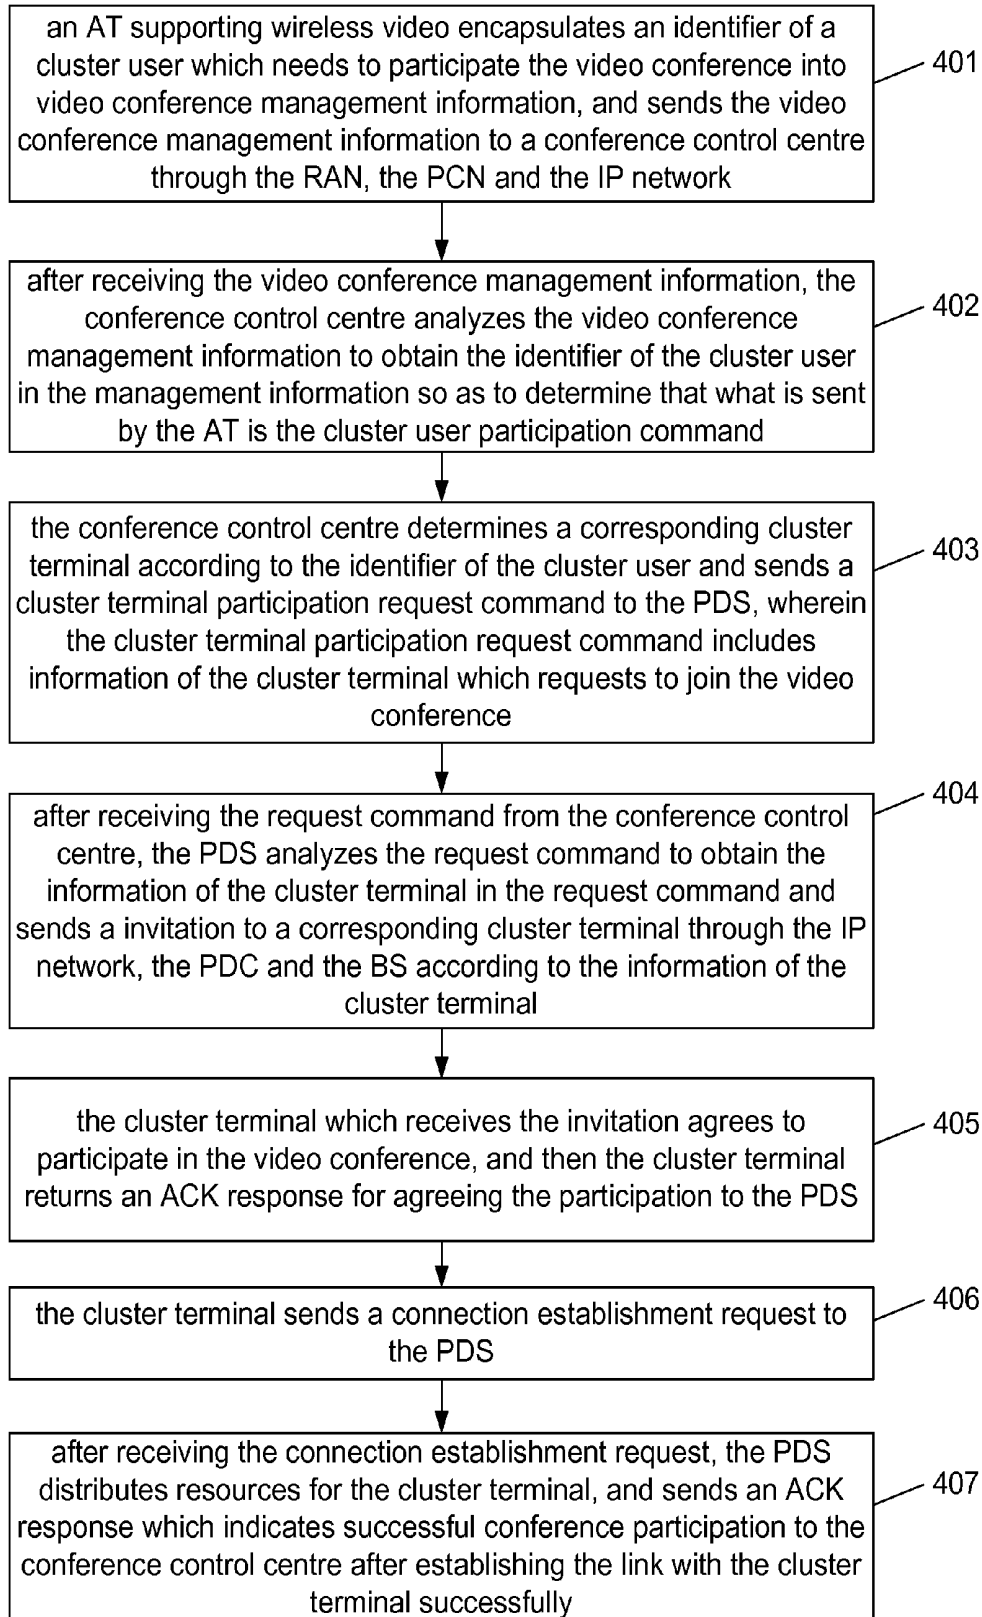 an AT supporting wireless video encapsulates an identifier of a
cluster user which needs to participate the video conference into
video conference management information, and sends the video
conference management information to a conference control centre
through the RAN, the PCN and the IP network
401
after receiving the video conference management information, the
conference control centre analyzes the video conference
management information to obtain the identifier of the cluster user
in the management information so as to determine that what is sent
by the AT is the cluster user participation command
402
the conference control centre determines a corresponding cluster
terminal according to the identifier of the cluster user and sends a
cluster terminal participation request command to the PDS, wherein
the cluster terminal participation request command includes
information of the cluster terminal which requests to join the video
conference
403
after receiving the request command from the conference control
centre, the PDS analyzes the request command to obtain the
information of the cluster terminal in the request command and
sends a invitation to a corresponding cluster terminal through the IP
network, the PDC and the BS according to the information of the
cluster terminal
404
the cluster terminal which receives the invitation agrees to
participate in the video conference, and then the cluster terminal
returns an ACK response for agreeing the participation to the PDS
405
the cluster terminal sends a connection establishment request to
the PDS
406
after receiving the connection establishment request, the PDS
distributes resources for the cluster terminal, and sends an ACK
response which indicates successful conference participation to the
conference control centre after establishing the link with the cluster
terminal successfully
407